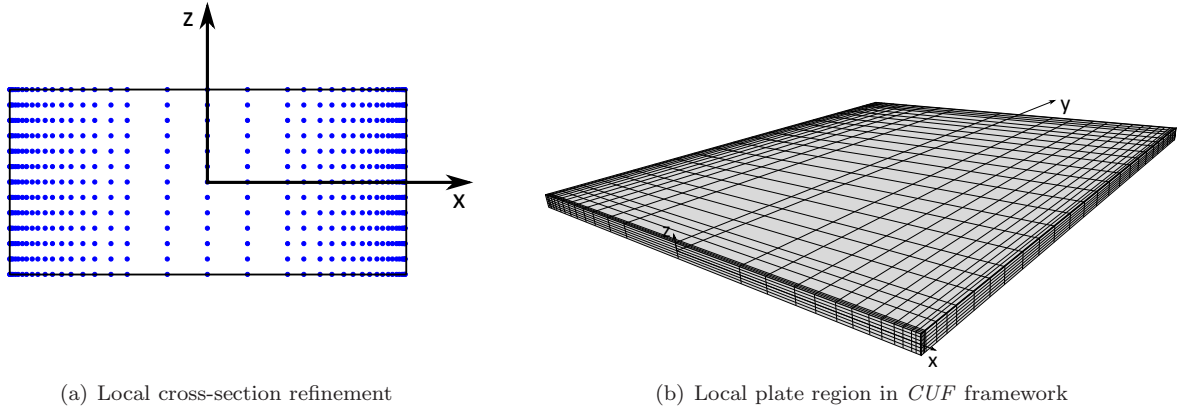 z
x
y
z
x
(a) Local cross-section refinement
(b) Local plate region in CUF framework